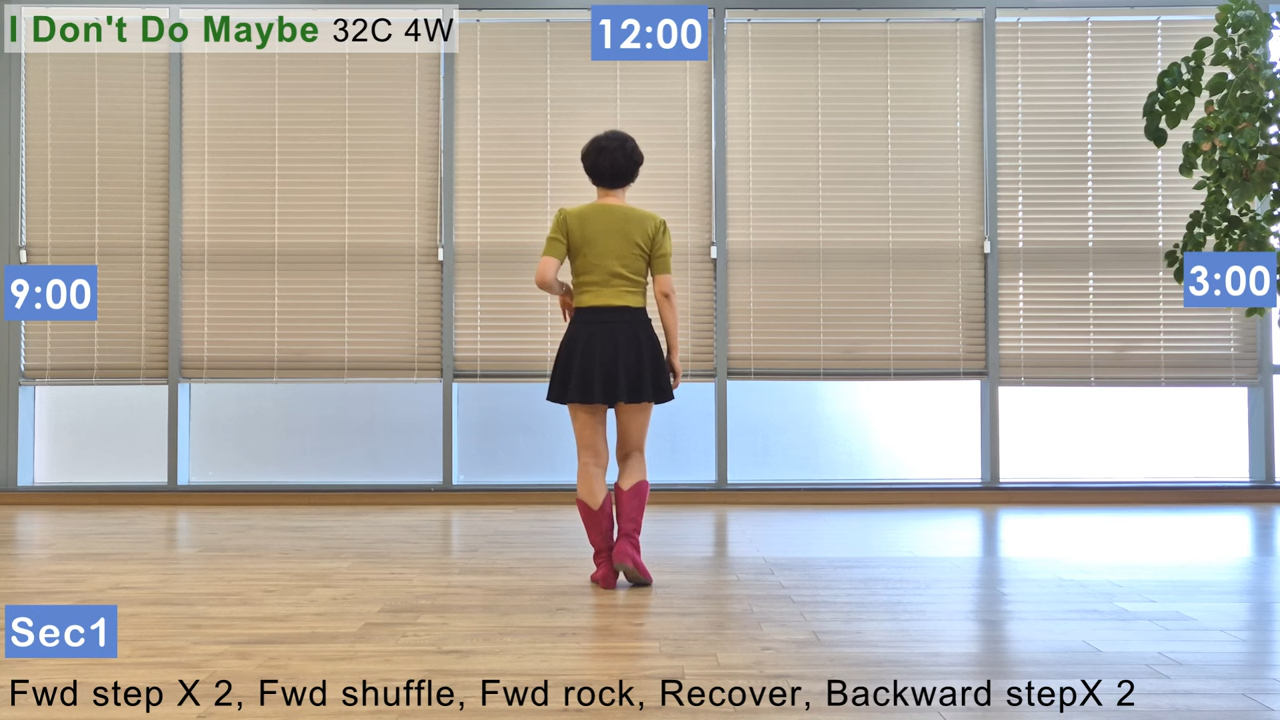 I Don't Do Maybe 32C 4W
12:00
9:00
3:00
Sec1
Fwd step X 2, Fwd shuffle, Fwd rock, Recover, Backward stepX 2